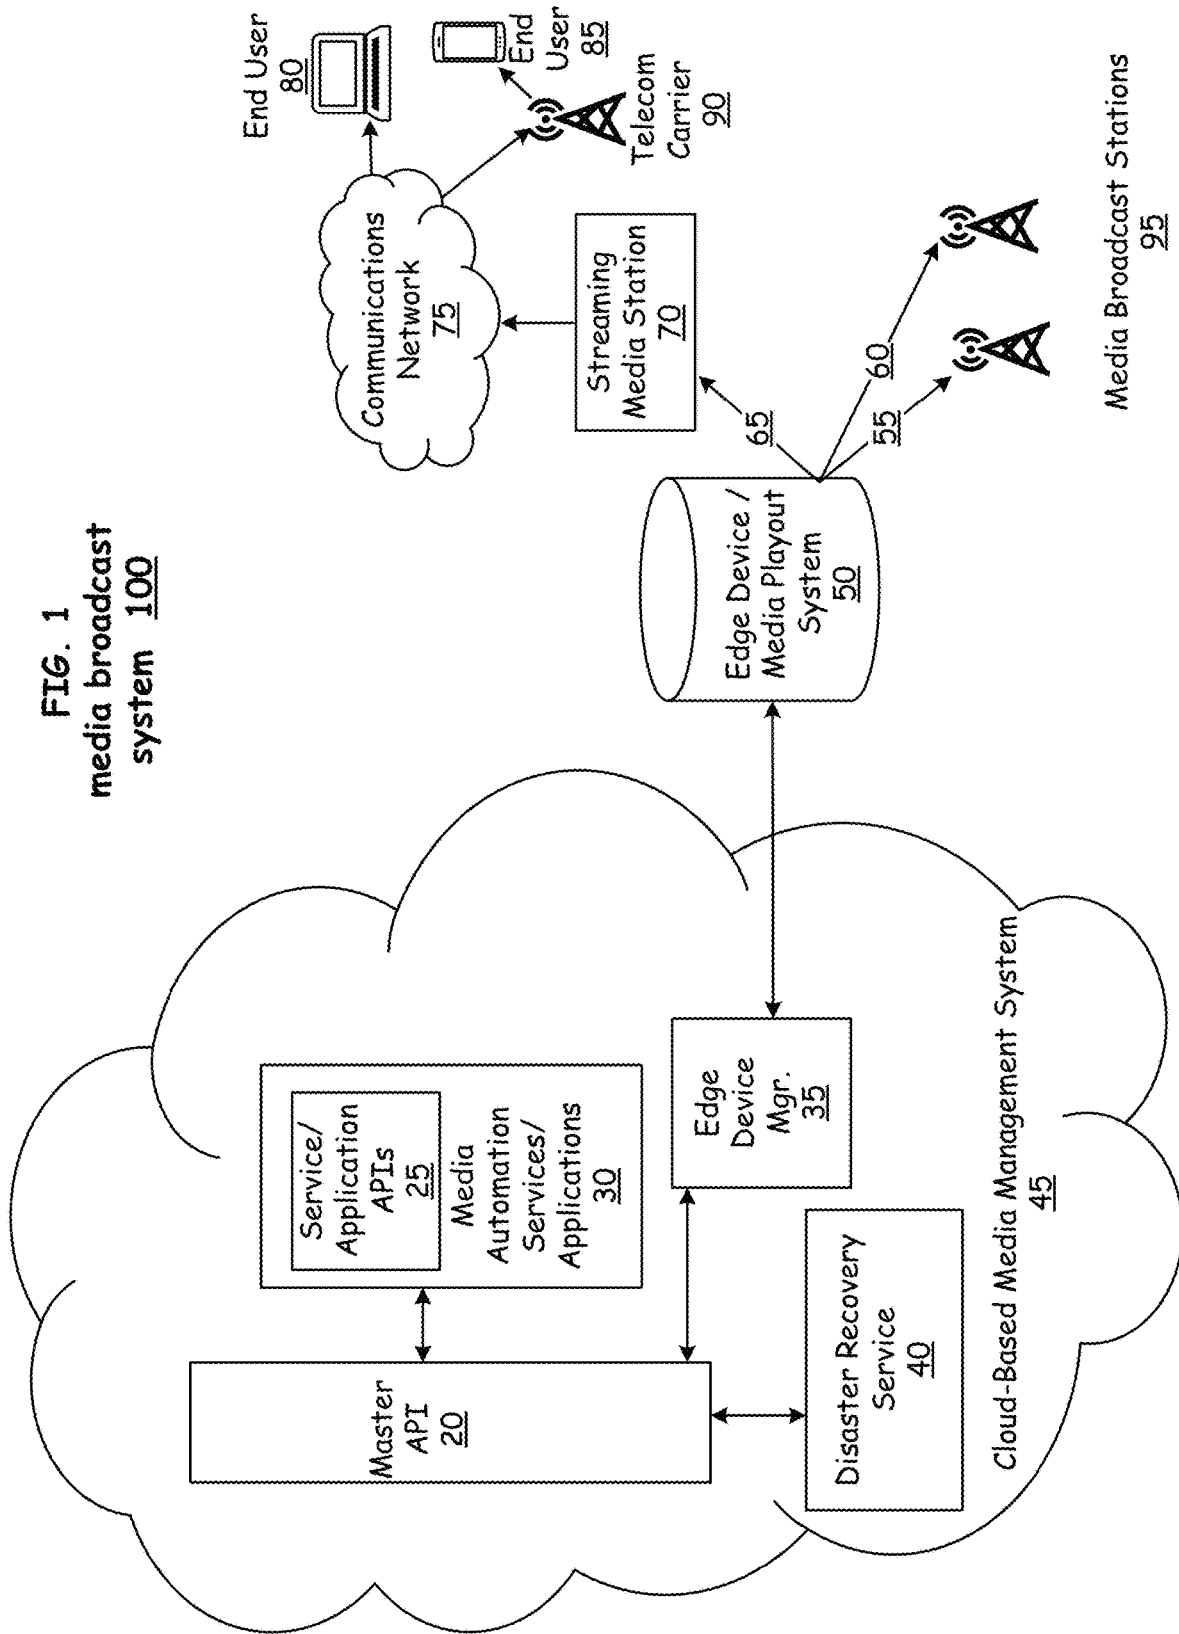 FIG. 1
media broadcast
system 100
Master
API
20
Service/
Application
APIs
25
Media
Automation
Services/
Applications
30
Edge
Device
Mgr.
35
Disaster Recovery
Service
40
Cloud-Based Media Management System
45
Edge Device /
Media Playout
System
50
65
60
55
Streaming
Media Station
70
Communications
Network
75
End User
80
End
User
85
Telecom
Carrier
90
Media Broadcast Stations
95